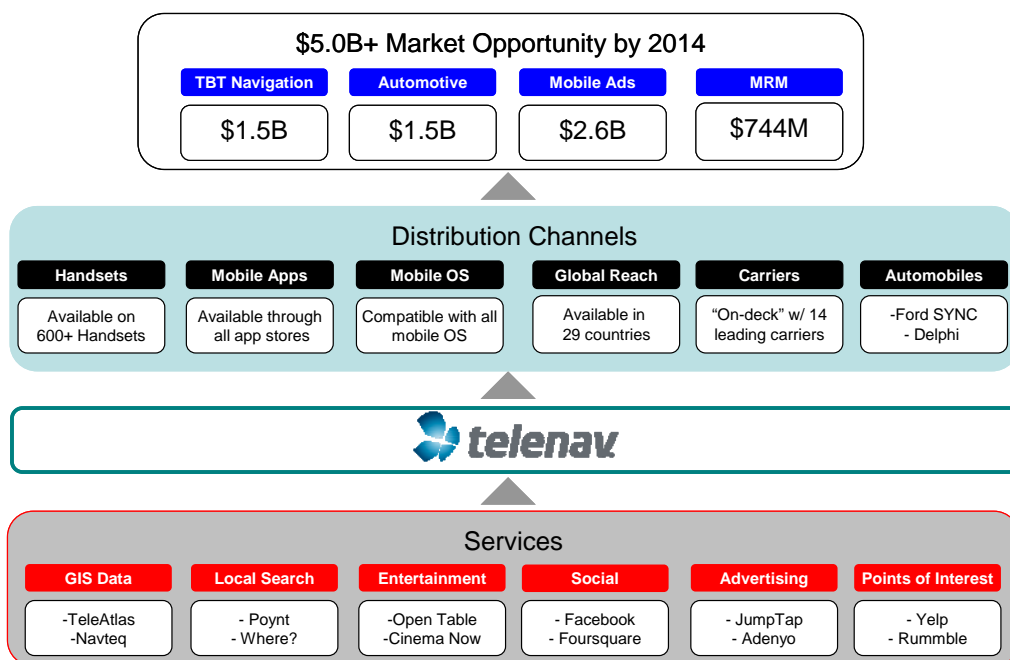 $5.0B+ Market Opportunity by 2014
TBT Navigation
Automotive
Mobile Ads
MRM
$1.5B
$1.5B
$2.6B
$744M
Distribution Channels
Handsets
Mobile Apps
Mobile OS
Global Reach
Carriers
Automobiles
Available on
600+ Handsets
Available through
all app stores
Compatible with all
mobile OS
Available in
29 countries
“On-deck” w/ 14
leading carriers
-Ford SYNC
- Delphi
telenav
Services
GIS Data
Local Search
Entertainment
Social
Advertising
Points of Interest
-TeleAtlas
-Navteq
- Poynt
- Where?
-Open Table
-Cinema Now
- Facebook
- Foursquare
- JumpTap
- Adenyo
- Yelp
- Rummble